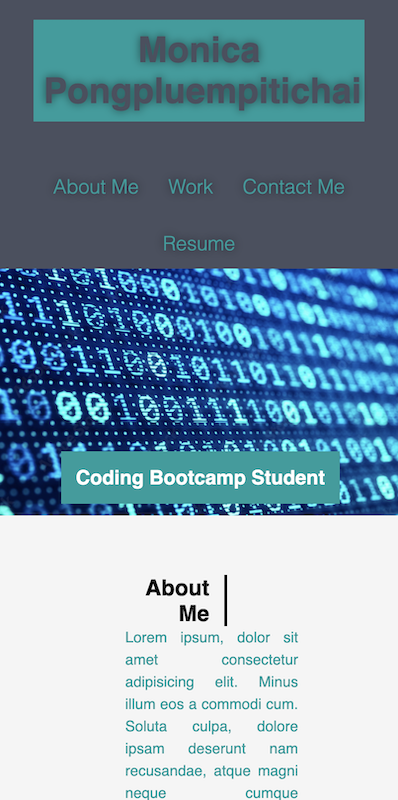 Monica
Pongpluempitichai
About Me Work Contact Me
Resume
Coding Bootcamp Student
About
Me
Lorem ipsum, dolor sit
amet consectetur
adipisicing elit. Minus
illum eos a commodi cum.
Soluta culpa, dolore
ipsam deserunt nam
recusandae, atque magni
neque cumque